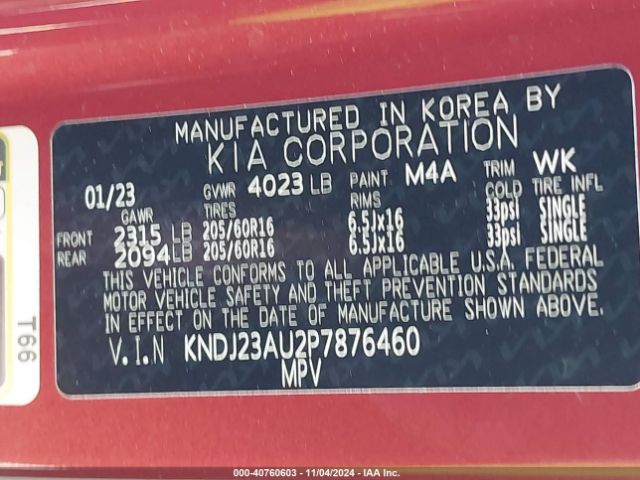 MANUFACTURED IN KOREA BY
KIA CORPORATION
01/23 GVWR 4023 LB PAINT M4A TRIM WK
GAWR TIRES RIMS COLD TIRE INFL
FRONT 2315 LB 205/60R16 6.5Jx16 33psi SINGLE
REAR 2094 LB 205/60R16 6.5Jx16 33psi SINGLE
THIS VEHICLE CONFORMS TO ALL APPLICABLE U.S.A. FEDERAL
MOTOR VEHICLE SAFETY AND THEFT PREVENTION STANDARDS
IN EFFECT ON THE DATE OF MANUFACTURE SHOWN ABOVE.
V.I.N KNDJ23AU2P7876460
MPV
T66
000-40760603 - 11/04/2024 - IAA Inc.